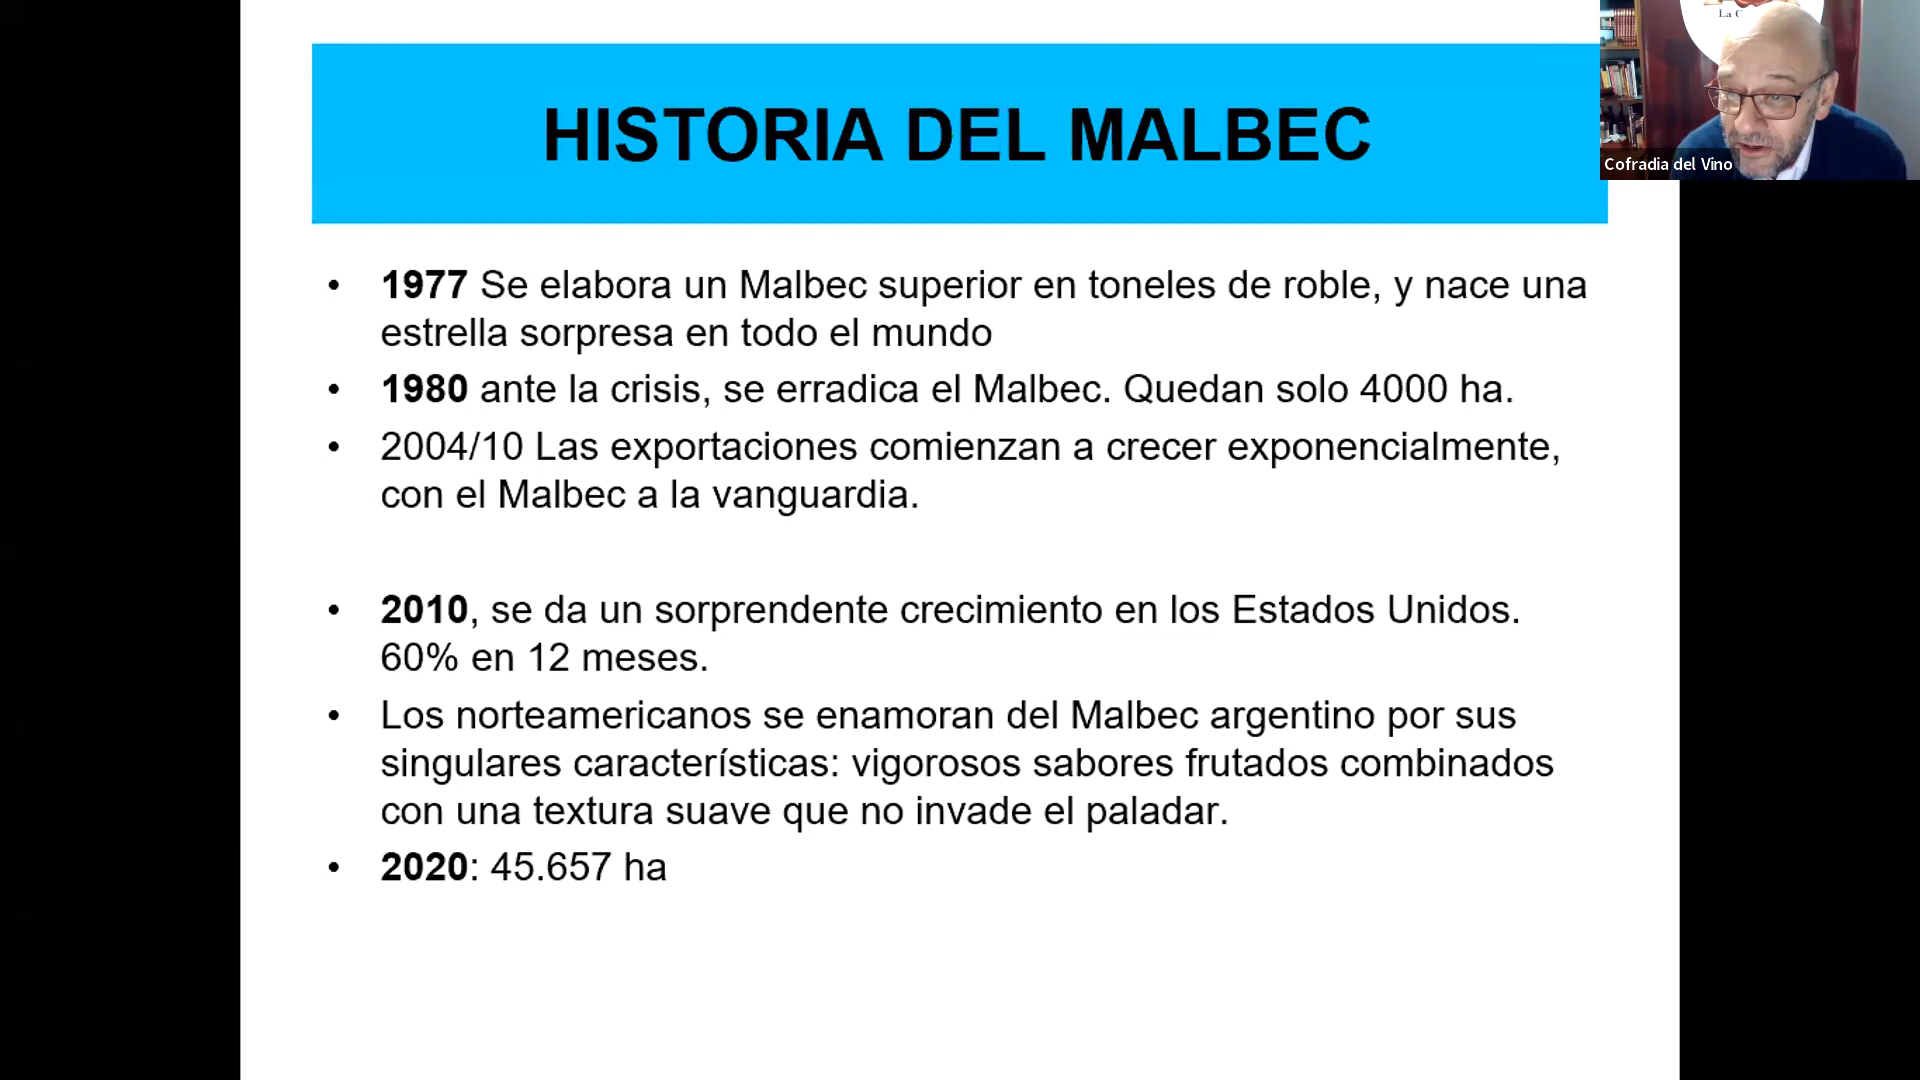 La C
HISTORIA DEL MALBEC
Cofradia del Vino
• 1977 Se elabora un Malbec superior en toneles de roble, y nace una
estrella sorpresa en todo el mundo
• 1980 ante la crisis, se erradica el Malbec. Quedan solo 4000 ha.
• 2004/10 Las exportaciones comienzan a crecer exponencialmente,
con el Malbec a la vanguardia.
• 2010, se da un sorprendente crecimiento en los Estados Unidos.
60% en 12 meses.
• Los norteamericanos se enamoran del Malbec argentino por sus
singulares características: vigorosos sabores frutados combinados
con una textura suave que no invade el paladar.
• 2020: 45.657 ha